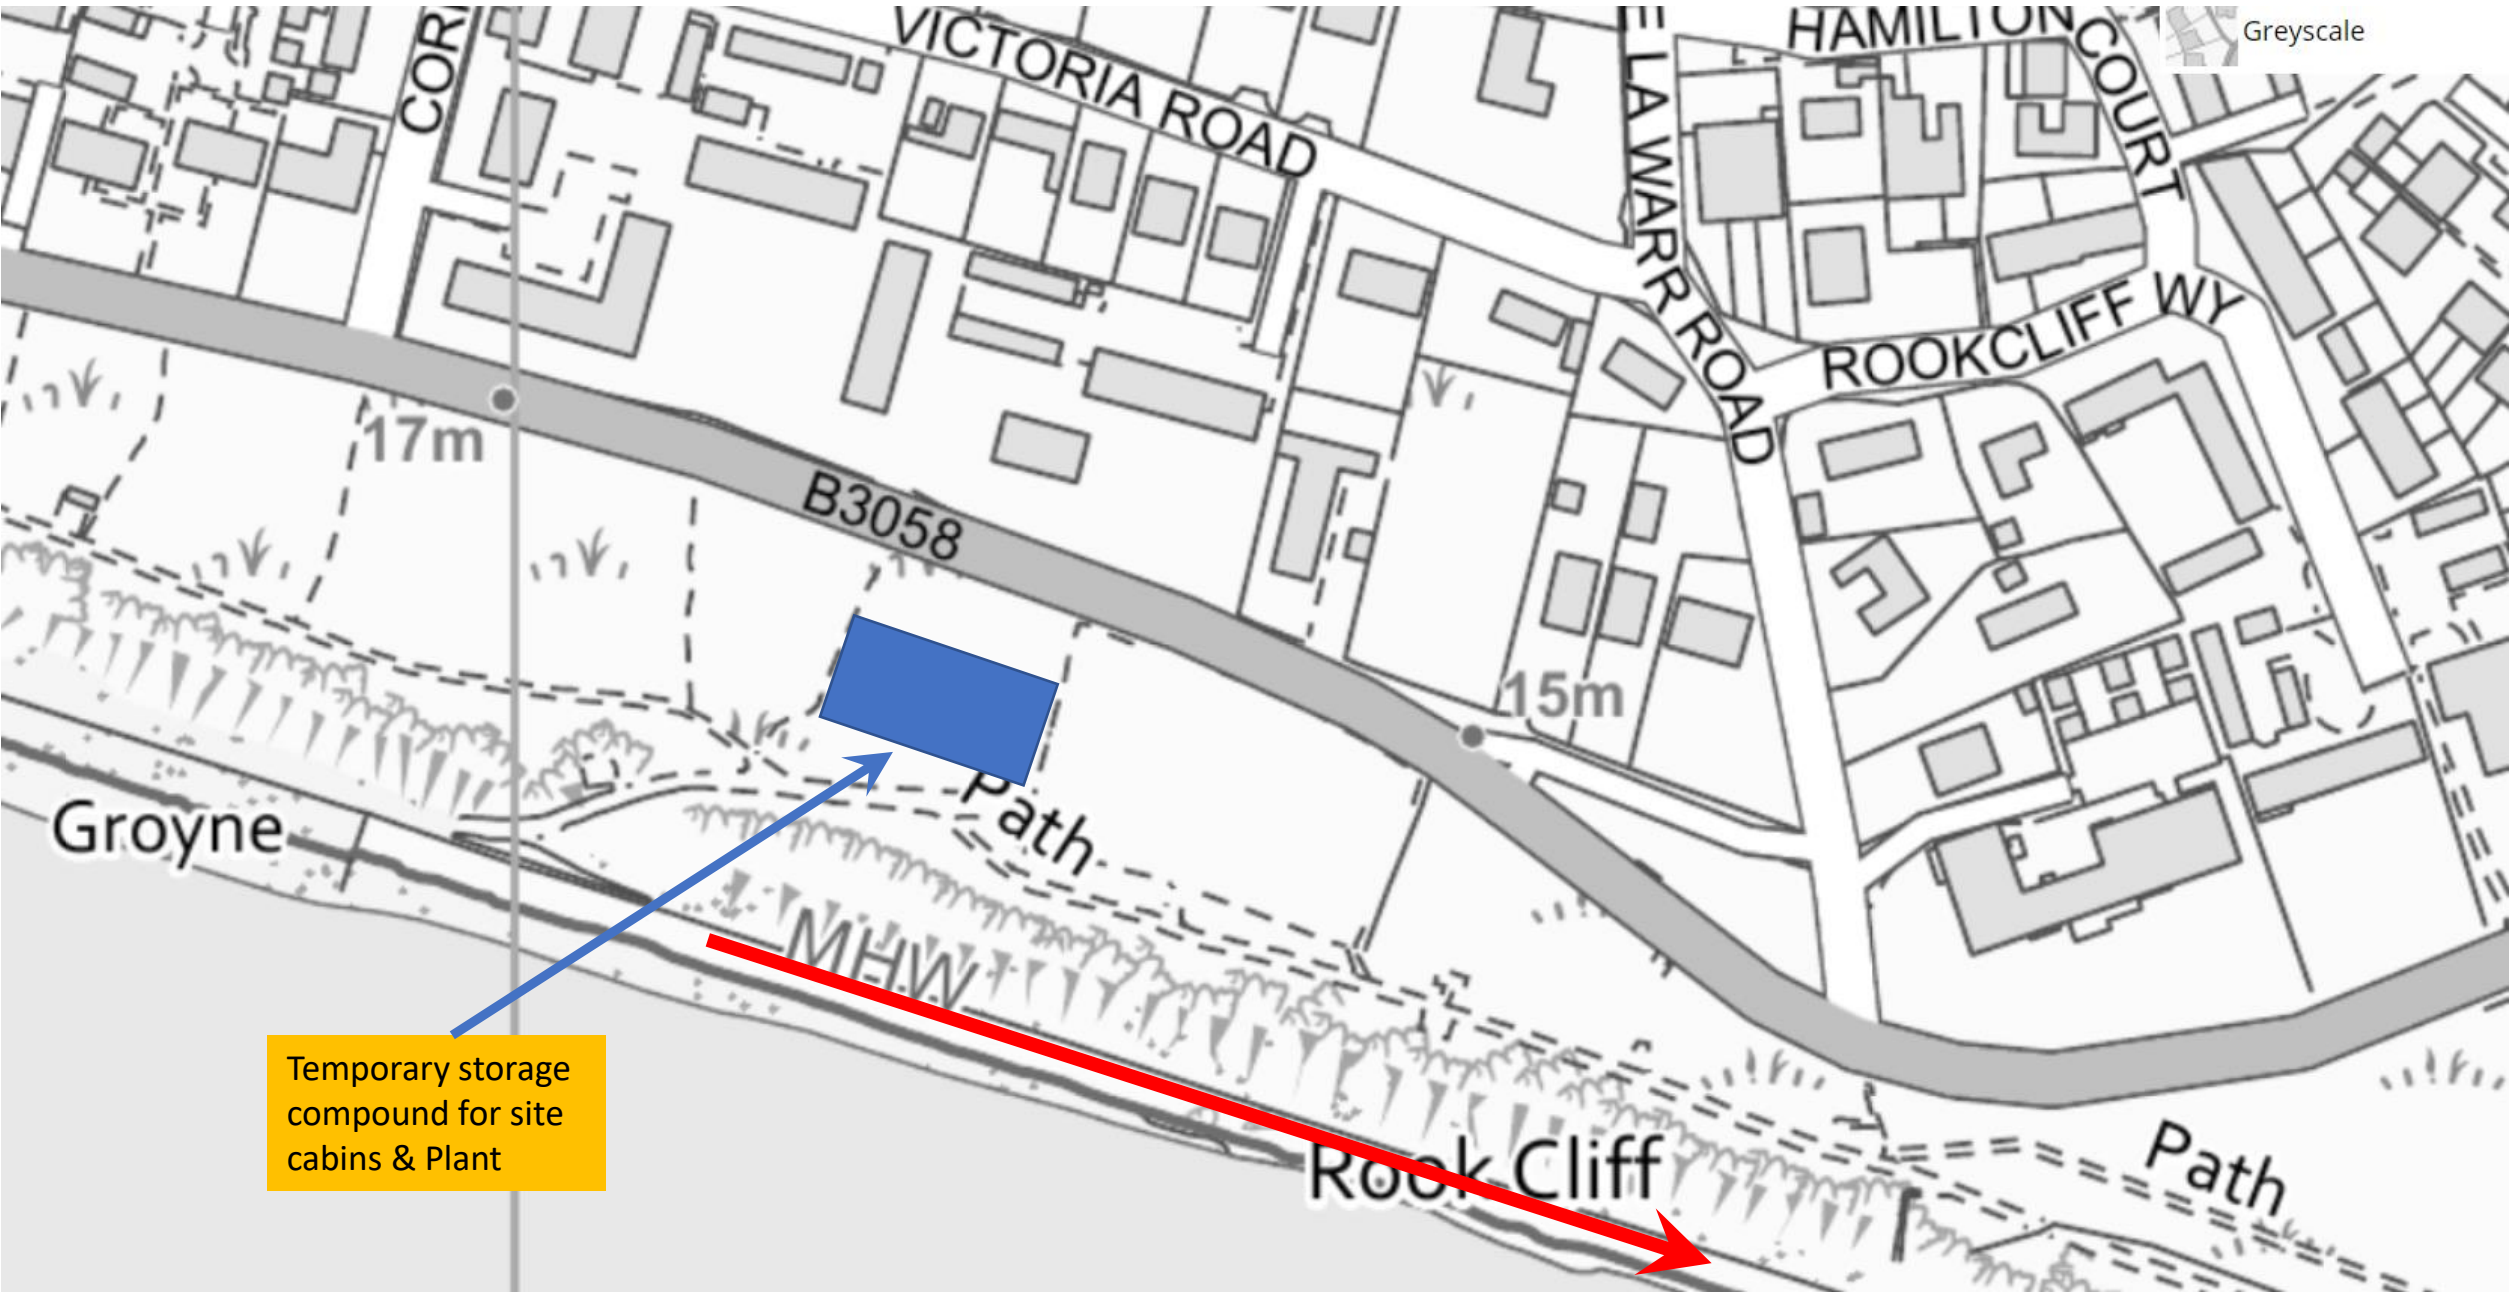 CORN
VICTORIA ROAD
E LA WARR ROAD
HAMILTON COURT
Greyscale
ROOKCLIFF WY
17m
B3058
15m
Path
Groyne
MHW
Temporary storage
compound for site
cabins & Plant
Rook Cliff
Path